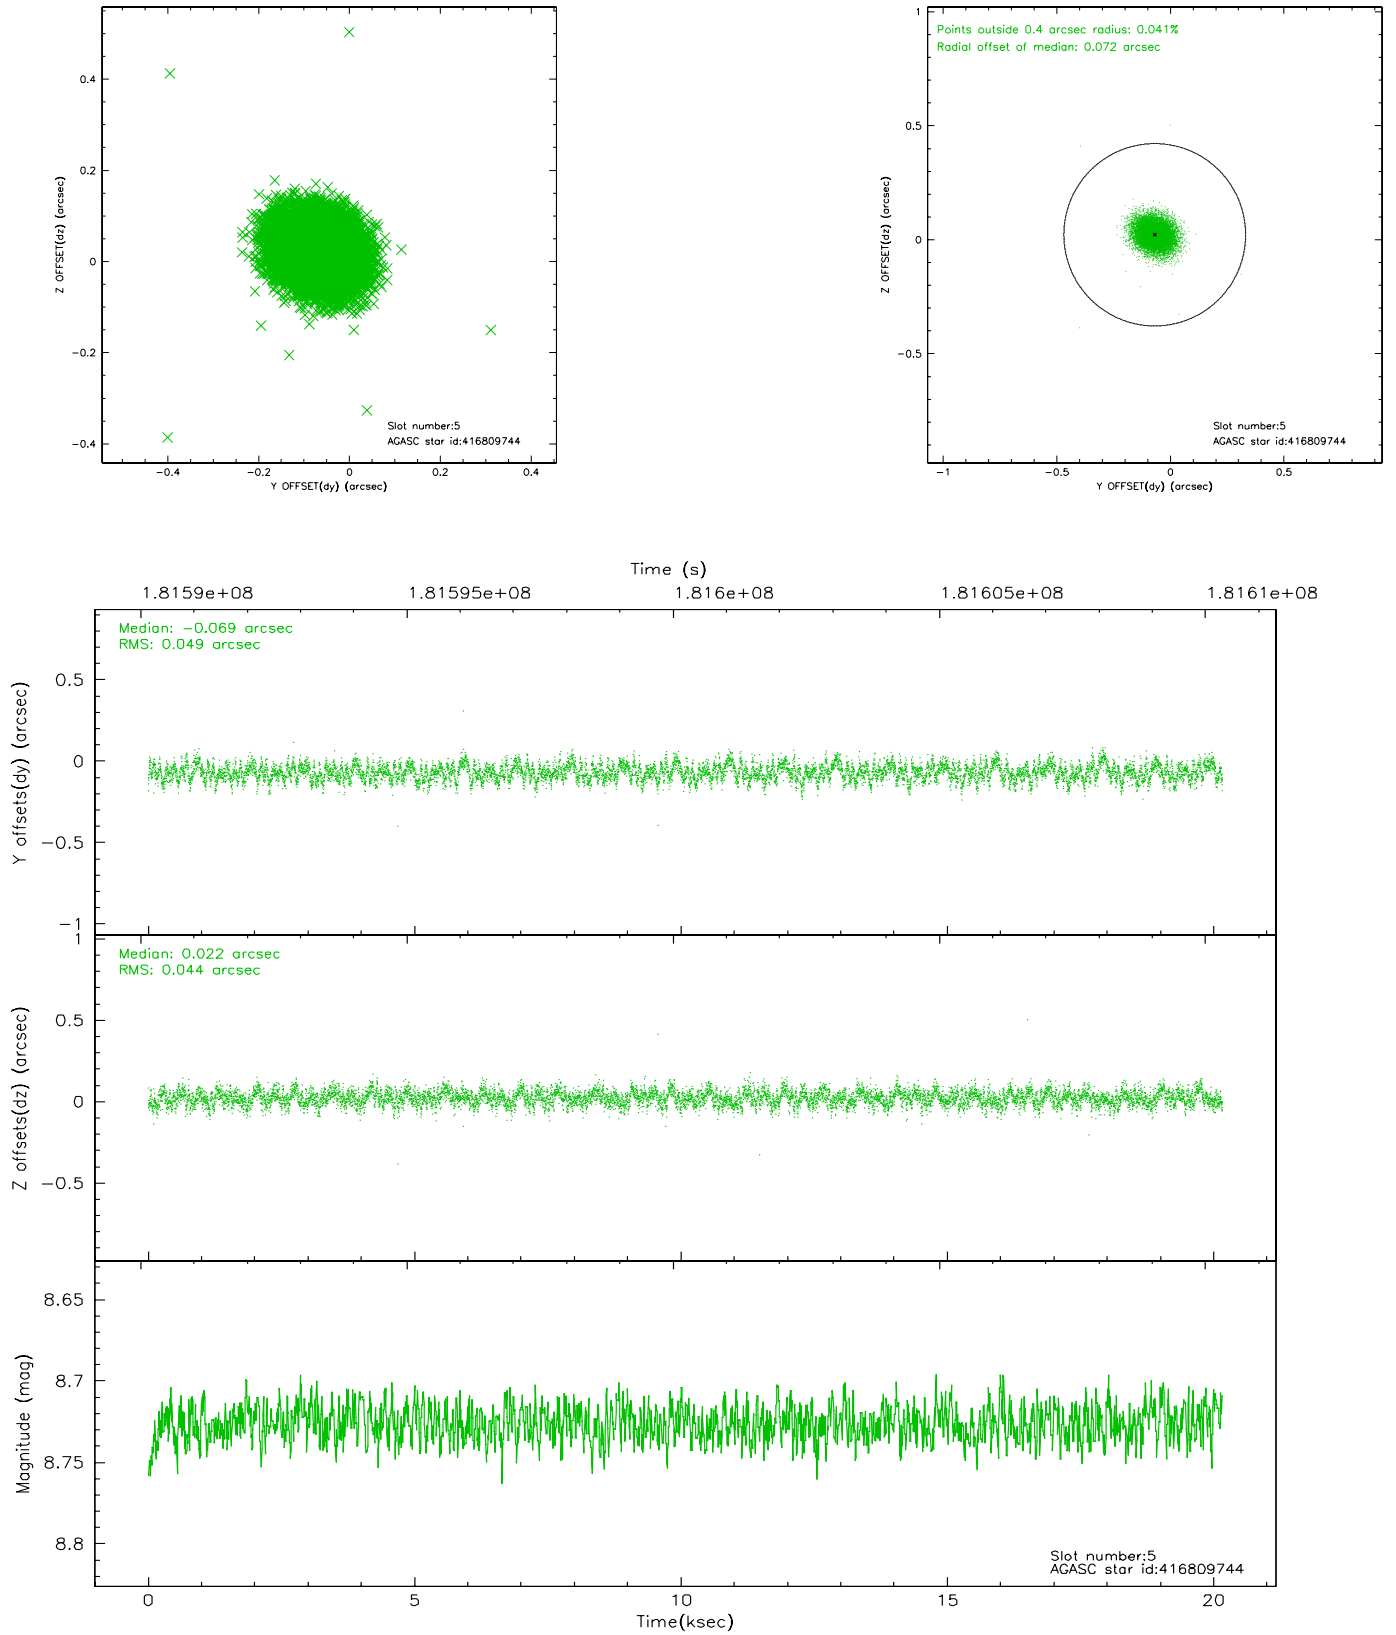 0.4
0.2
0
−0.2
−0.4
Z OFFSET(dz) (arcsec)
Slot number:5
AGASC star id:416809744
−0.4 −0.2 0 0.2 0.4
Y OFFSET(dy) (arcsec)
Points outside 0.4 arcsec radius: 0.041%
Radial offset of median: 0.072 arcsec
1
0.5
0
−0.5
Z OFFSET(dz) (arcsec)
Slot number:5
AGASC star id:416809744
−1 −0.5 0 0.5
Y OFFSET(dy) (arcsec)
Time (s)
1.8159e+08 1.81595e+08 1.816e+08 1.81605e+08 1.8161e+08
Median: −0.069 arcsec
RMS: 0.049 arcsec
0.5
0
−0.5
−1
Y offsets(dy) (arcsec)
Median: 0.022 arcsec
RMS: 0.044 arcsec
1
0.5
0
−0.5
Z offsets(dz) (arcsec)
8.65
8.7
8.75
8.8
Magnitude (mag)
Slot number:5
AGASC star id:416809744
0 5 10 15 20
Time(ksec)